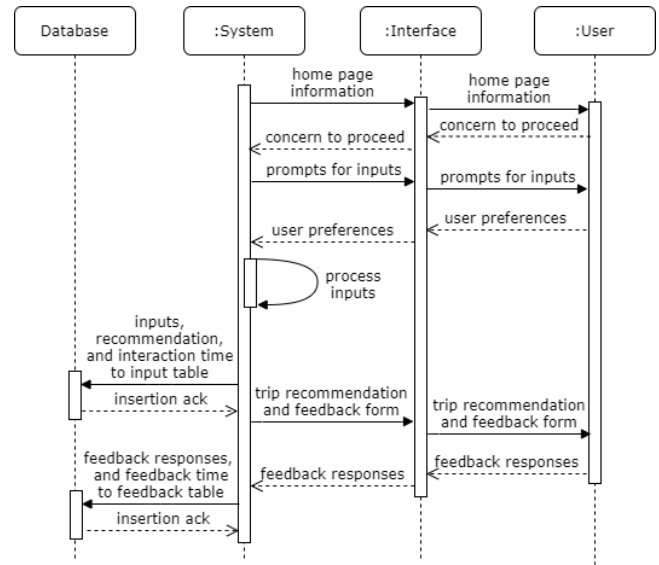 Database
:System
:Interface
:User
home page
information
home page
information
concern to proceed
concern to proceed
prompts for inputs
prompts for inputs
user preferences
user preferences
process
inputs
inputs,
recommendation,
and interaction time
to input table
insertion ack
trip recommendation
and feedback form
trip recommendation
and feedback form
feedback responses,
and feedback time
to feedback table
feedback responses
feedback responses
insertion ack